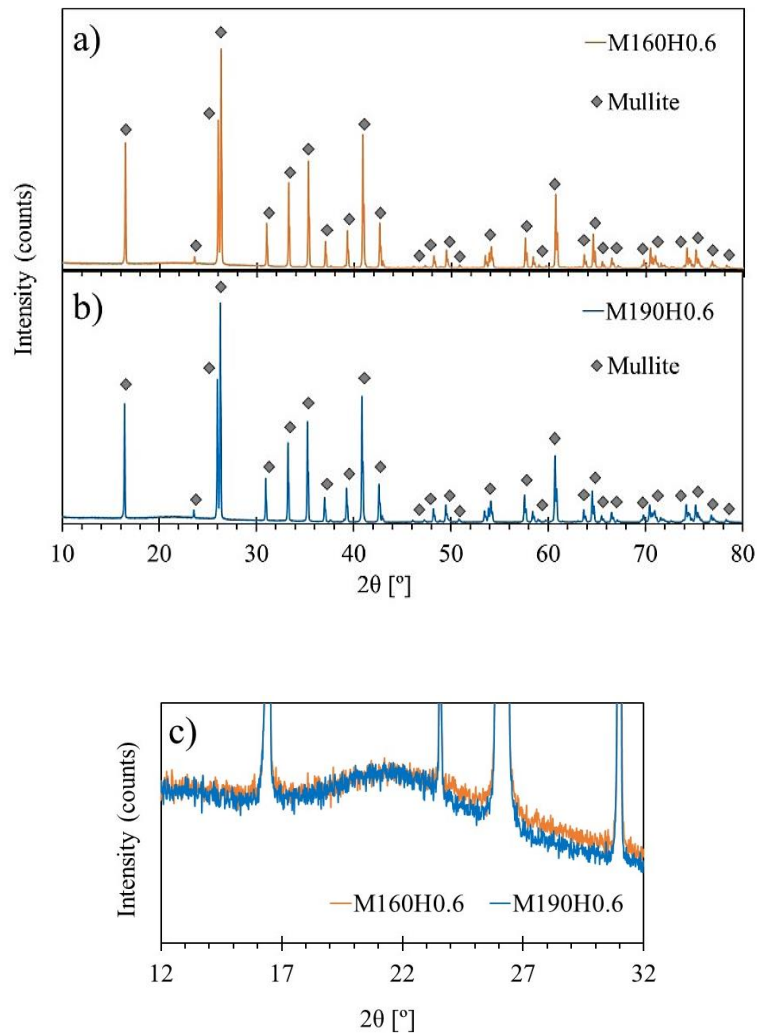 a)
M160H0.6
Mullite
Intensity (counts)
b)
M190H0.6
Mullite
10 20 30 40 50 60 70 80
2θ [º]
c)
Intensity (counts)
M160H0.6 M190H0.6
12 17 22 27 32
2θ [º]